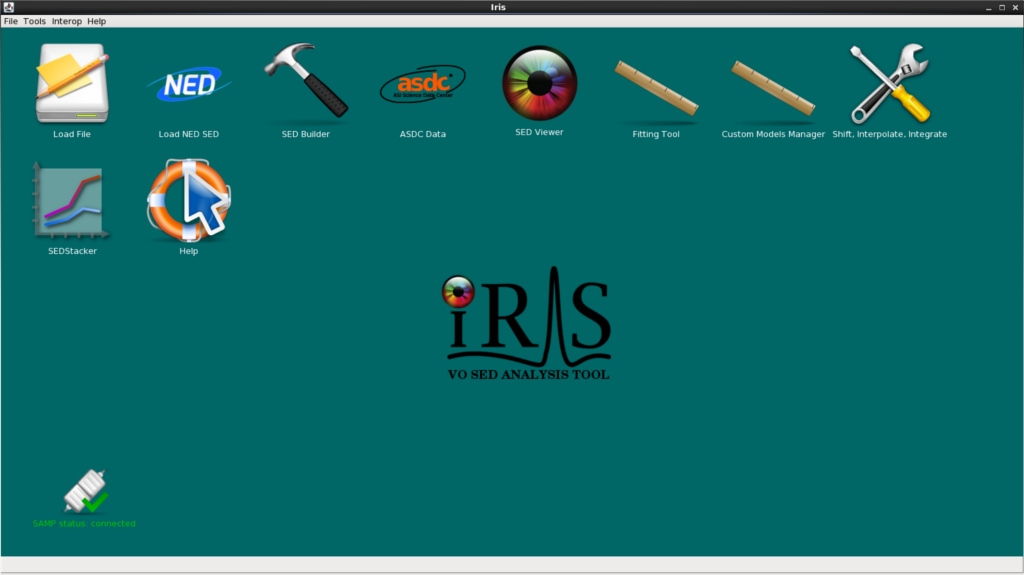 Iris
File Tools Interop Help
NED
asdc
ASI Science Data Center
Load File
Load NED SED
SED Builder
ASDC Data
SED Viewer
Fitting Tool
Custom Models Manager
Shift, Interpolate, Integrate
SEDStacker
Help
iRIS
VO SED ANALYSIS TOOL
SAMP status: connected